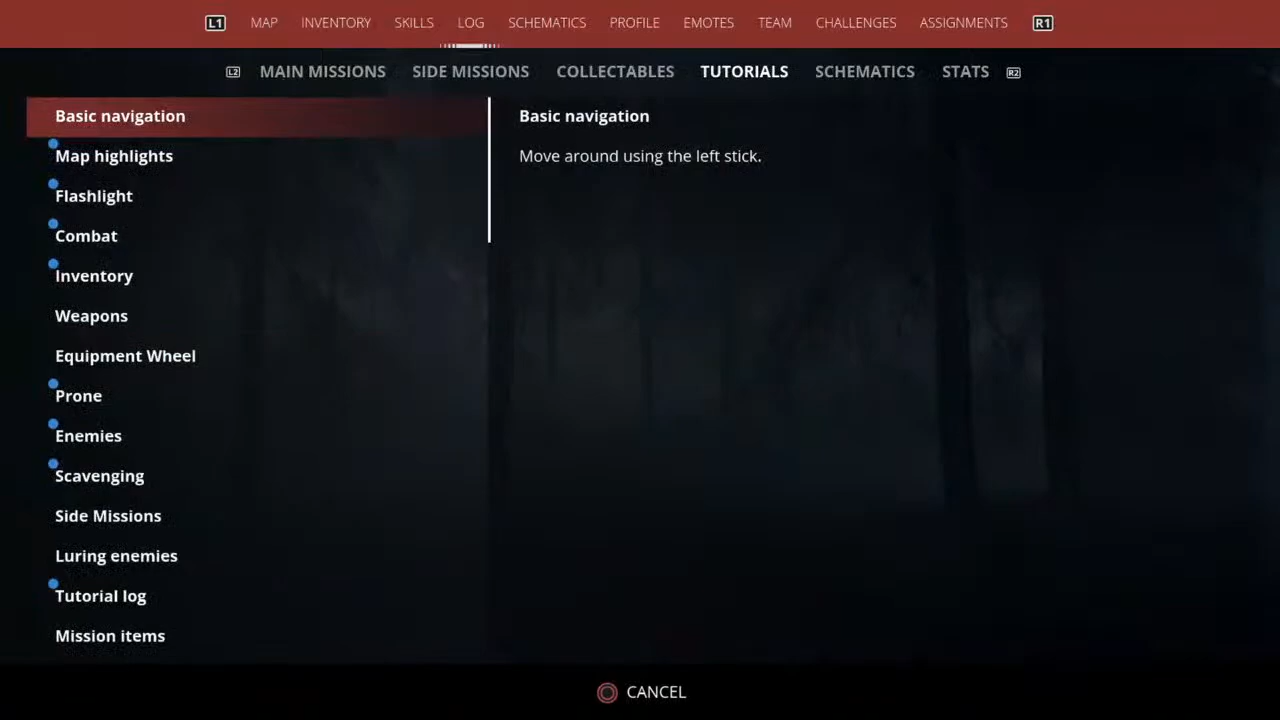 L1 MAP INVENTORY SKILLS LOG SCHEMATICS PROFILE EMOTES TEAM CHALLENGES ASSIGNMENTS R1
L2 MAIN MISSIONS SIDE MISSIONS COLLECTABLES TUTORIALS SCHEMATICS STATS R2
Basic navigation
Map highlights
Flashlight
Combat
Inventory
Weapons
Equipment Wheel
Prone
Enemies
Scavenging
Side Missions
Luring enemies
Tutorial log
Mission items
Basic navigation
Move around using the left stick.
CANCEL